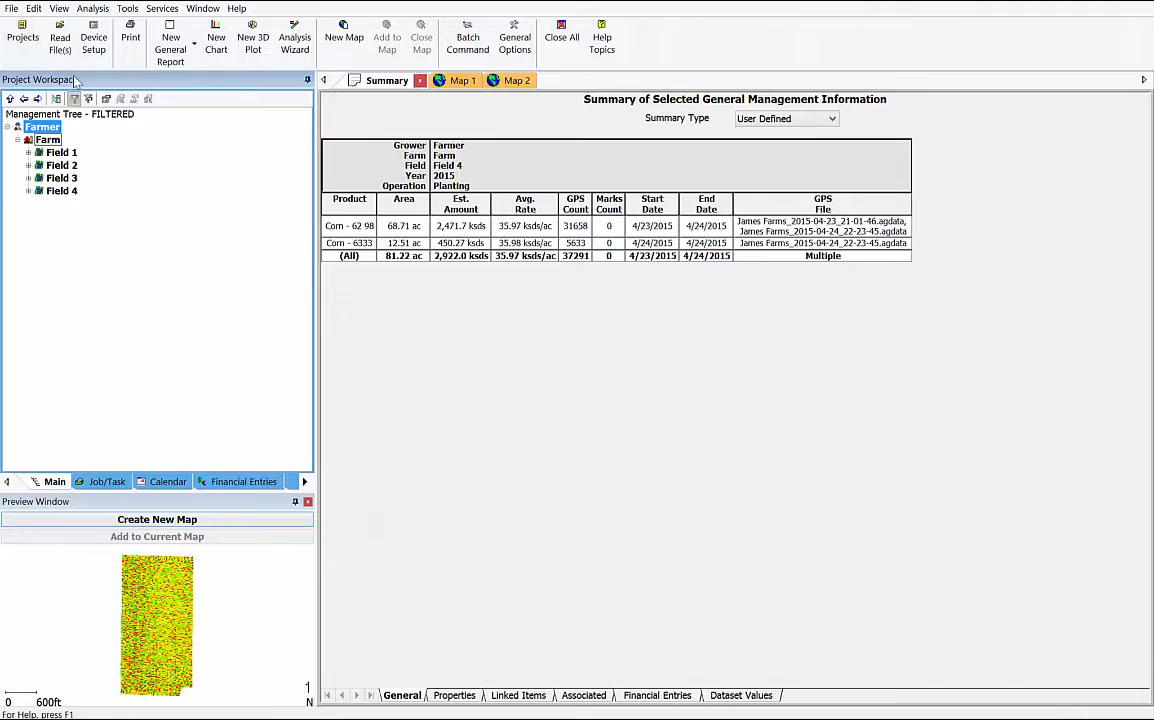 File Edit View Analysis Tools Services Window Help
Projects Read File(s) Device Setup Print New General Report New Chart New 3D Plot Analysis Wizard New Map Add to Map Close Map Batch Command General Options Close All Help Topics
Project Workspac
Summary Map 1 Map 2
Management Tree - FILTERED
Farmer
Farm
Field 1
Field 2
Field 3
Field 4
Summary of Selected General Management Information
Summary Type User Defined
Grower Farmer
Farm Farm
Field Field 4
Year 2015
Operation Planting
Product Area Est. Amount Avg. Rate GPS Count Marks Count Start Date End Date GPS File
Corn - 62 98 68.71 ac 2,471.7 ksds 35.97 ksds/ac 31658 0 4/23/2015 4/24/2015 James Farms_2015-04-23_21-01-46.agdata,
James Farms_2015-04-24_22-23-45.agdata
Corn - 6333 12.51 ac 450.27 ksds 35.98 ksds/ac 5633 0 4/24/2015 4/24/2015 James Farms_2015-04-24_22-23-45.agdata
(All) 81.22 ac 2,922.0 ksds 35.97 ksds/ac 37291 0 4/23/2015 4/24/2015 Multiple
Main Job/Task Calendar Financial Entries
Preview Window
Create New Map
Add to Current Map
0 600ft N
General Properties Linked Items Associated Financial Entries Dataset Values
For Help, press F1